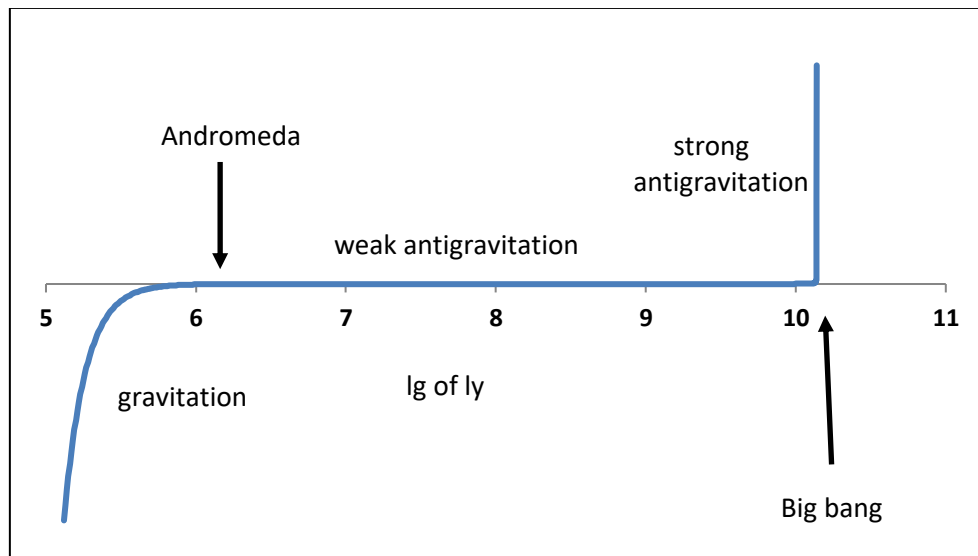 Andromeda
strong
antigravitation
weak antigravitation
5 6 7 8 9 10 11
gravitation
lg of ly
Big bang